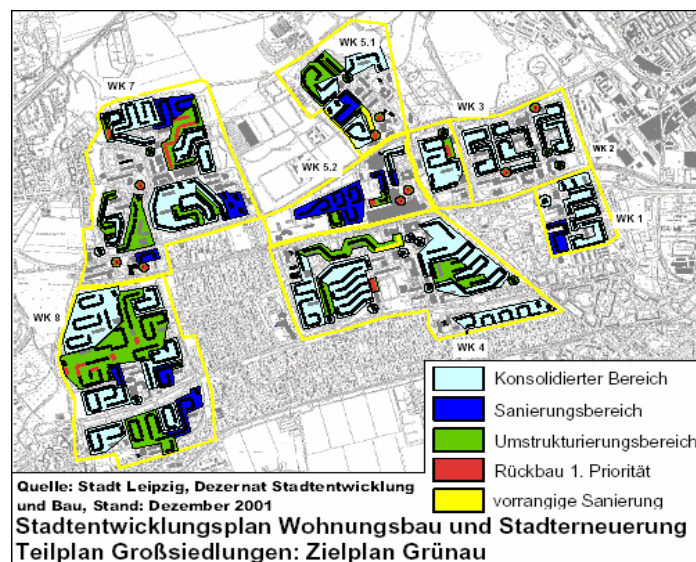 WK 5.1
WK 7
WK 3
WK 2
WK 5.2
WK 1
WK 8
WK 4
Konsolidierter Bereich
Sanierungsbereich
Umstrukturierungsbereich
Rückbau 1. Priorität
vorrangige Sanierung
Quelle: Stadt Leipzig, Dezernat Stadtentwicklung
und Bau, Stand: Dezember 2001
Stadtentwicklungsplan Wohnungsbau und Stadterneuerung
Teilplan Großsiedlungen: Zielplan Grünau